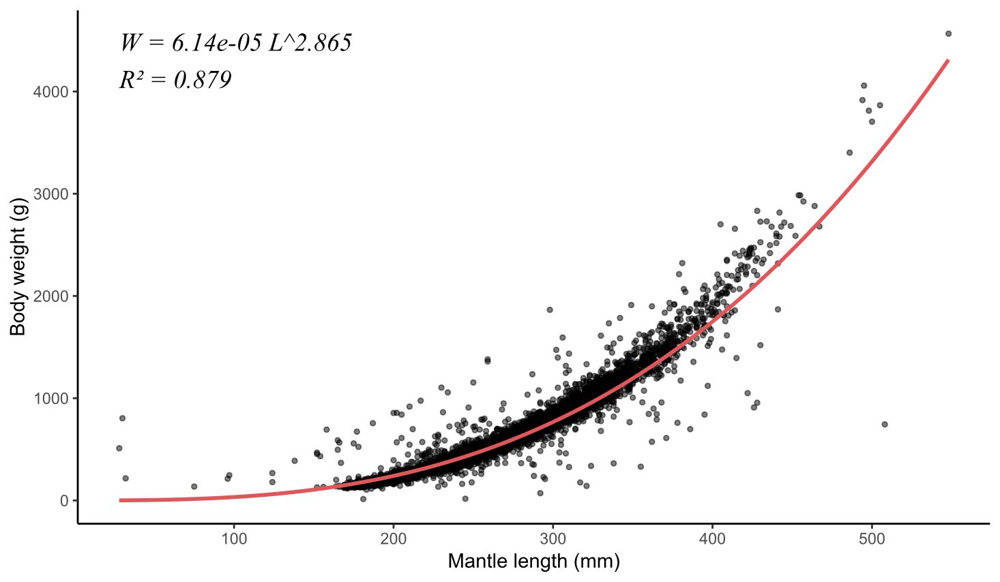 W = 6.14e-05 L^2.865
R² = 0.879
4000
3000
2000
1000
0
Body weight (g)
100 200 300 400 500
Mantle length (mm)